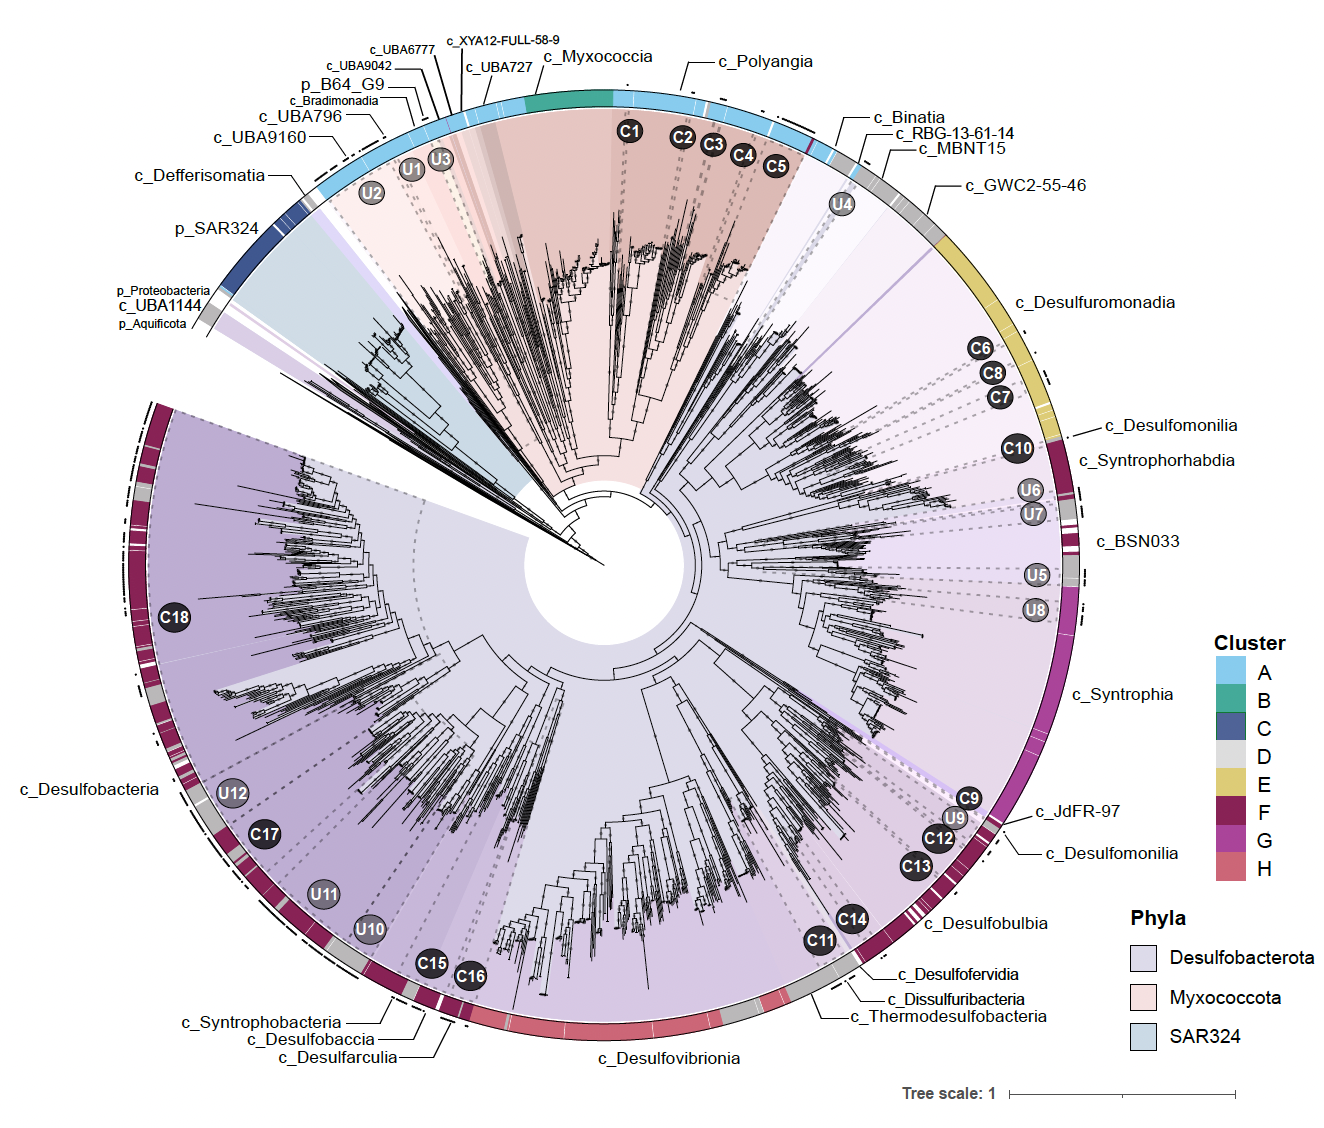 c_XYA12-FULL-58-9
c_UBA6777
c_Myxococcia
c_Polyangia
c_UBA9042
c_UBA727
p_B64_G9
c_Bradimonadia
c_UBA796
c_UBA9160
c_Binatia
c_RBG-13-61-14
c_MBNT15
c_Defferisomatia
c_GWC2-55-46
p_SAR324
p_Proteobacteria
c_UBA1144
p_Aquificota
c_Desulfuromonadia
c_Desulfomonilia
c_Syntrophorhabdia
c_BSN033
c_Syntrophia
c_JdFR-97
c_Desulfomonilia
c_Desulfobulbia
c_Desulfofervidia
c_Dissulfuribacteria
c_Thermodesulfobacteria
c_Desulfovibrionia
c_Desulfarculia
c_Desulfobaccia
c_Syntrophobacteria
c_Desulfobacteria
U2
U1
U3
C1
C2
C3
C4
C5
U4
C6
C8
C7
C10
U6
U7
U5
U8
C9
U9
C12
C13
C14
C11
C16
C15
U10
U11
C17
U12
C18
Cluster
A
B
C
D
E
F
G
H
Phyla
Desulfobacterota
Myxococcota
SAR324
Tree scale: 1